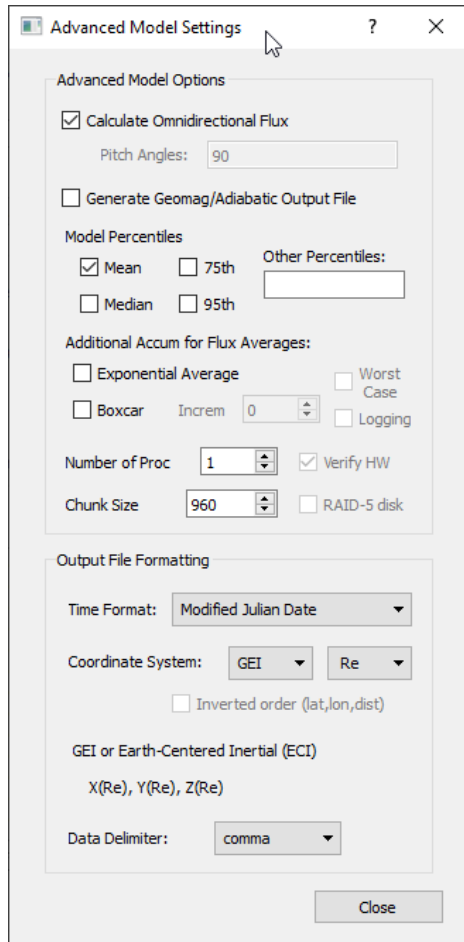 Advanced Model Settings
Advanced Model Options
Calculate Omnidirectional Flux
Pitch Angles: 90
Generate Geomag/Adiabatic Output File
Model Percentiles
Other Percentiles:
Mean 75th
Median 95th
Additional Accum for Flux Averages:
Exponential Average
Worst
Case
Boxcar Increm 0
Logging
Number of Proc 1 Verify HW
Chunk Size 960 RAID-5 disk
Output File Formatting
Time Format: Modified Julian Date
Coordinate System: GEI Re
Inverted order (lat,lon,dist)
GEI or Earth-Centered Inertial (ECI)
X(Re), Y(Re), Z(Re)
Data Delimiter: comma
Close